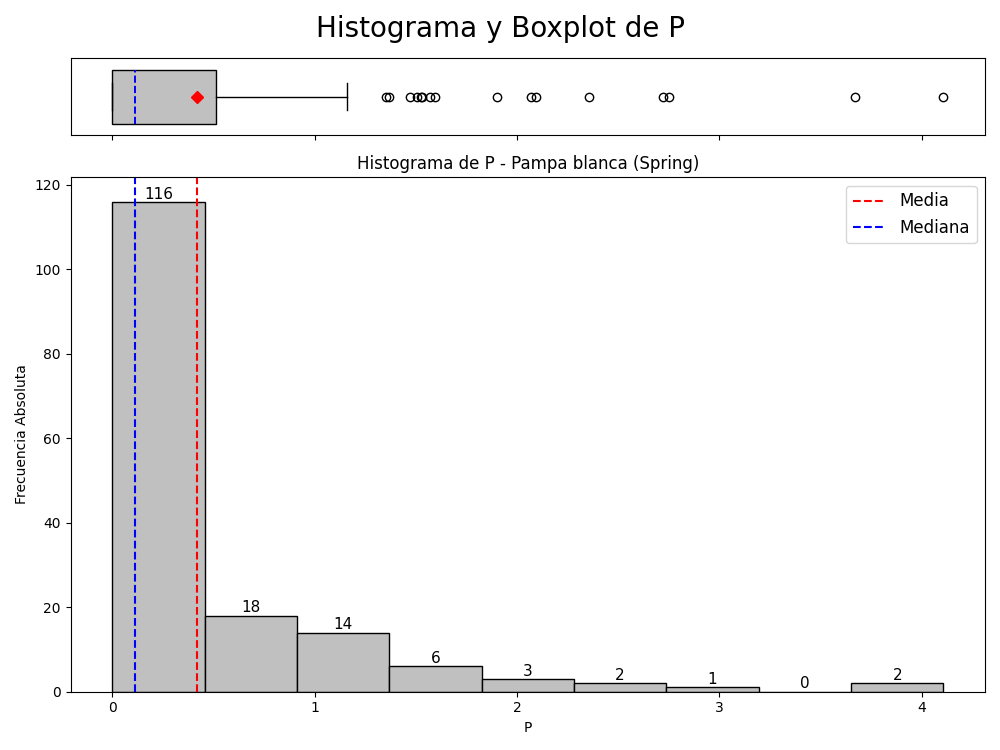 Histograma y Boxplot de P
Histograma de P - Pampa blanca (Spring)
120
100
80
60
40
20
0
Frecuencia Absoluta
116
18
14
6
3
2
1
0
2
Media
Mediana
0 1 2 3 4
P